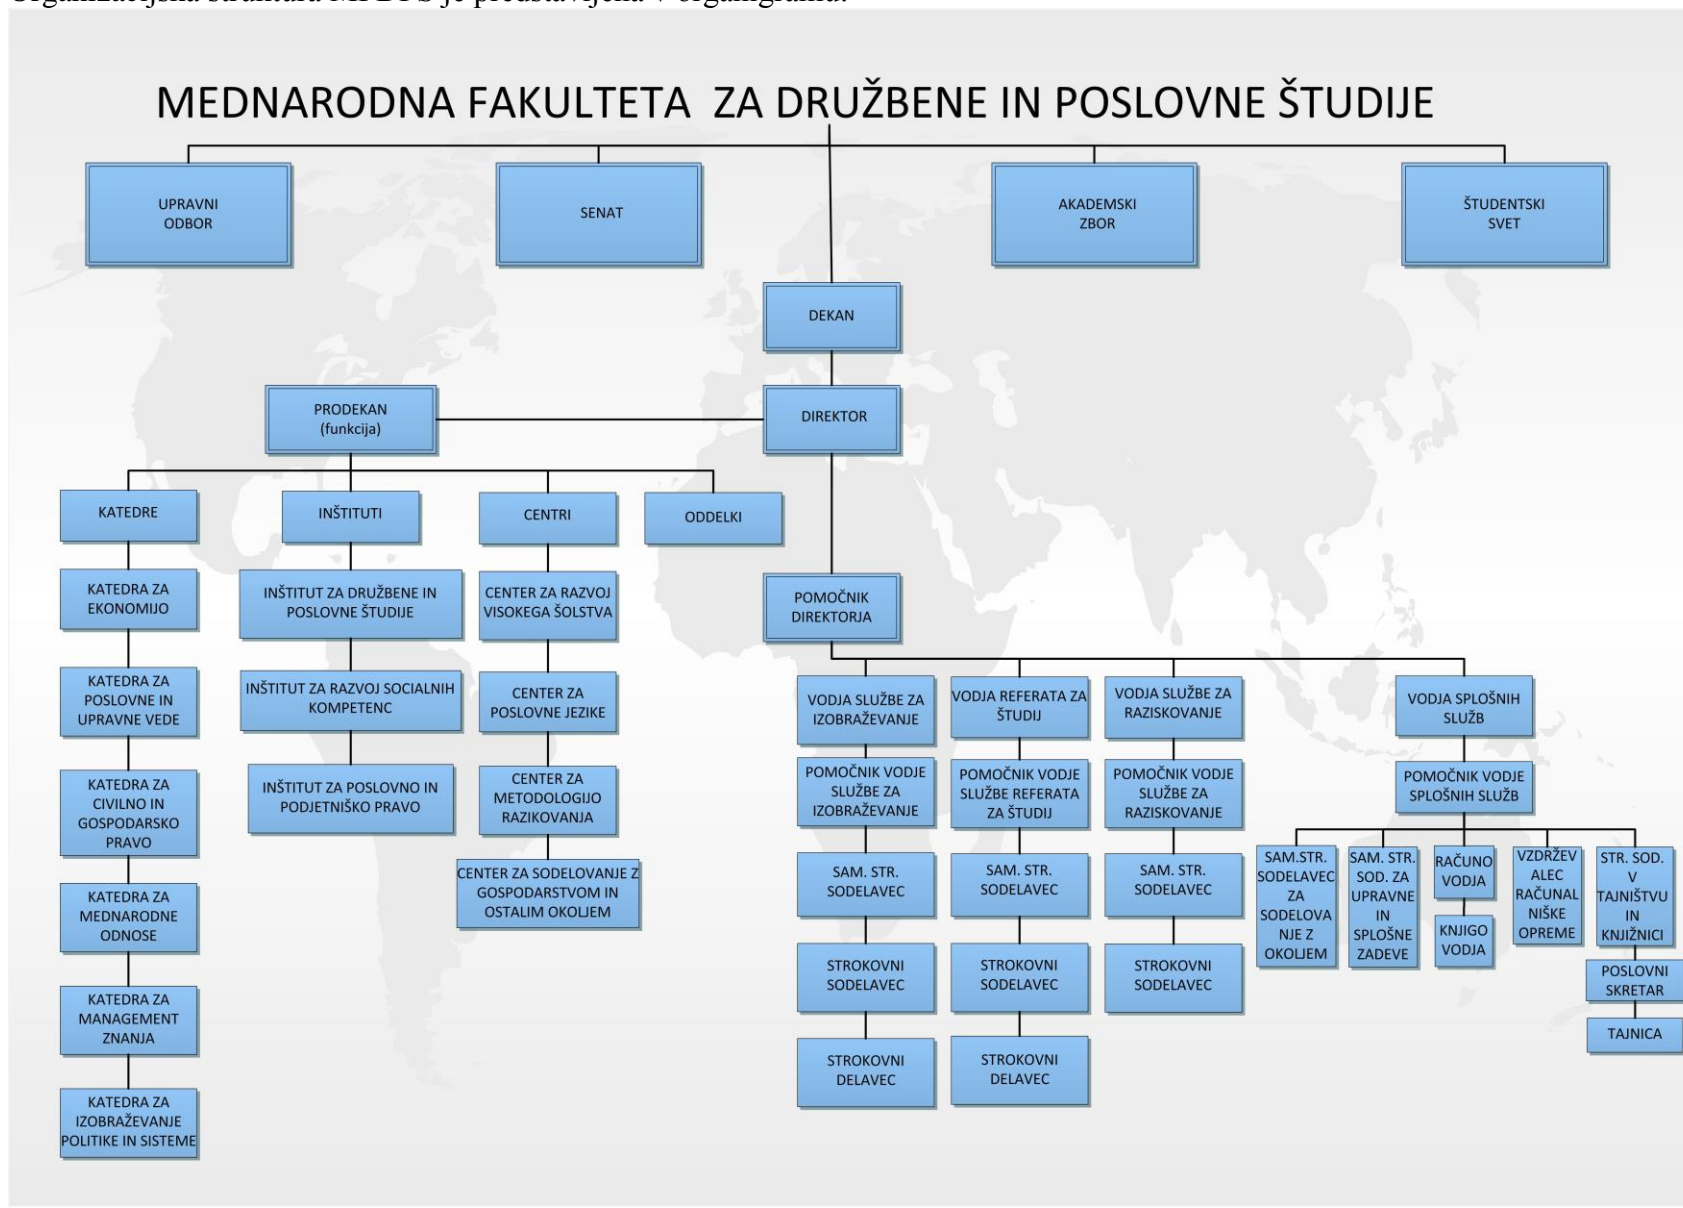 MEDNARODNA FAKULTETA ZA DRUŽBENE IN POSLOVNE ŠTUDIJE
UPRAVNI
ODBOR
SENAT
AKADEMSKI
ZBOR
ŠTUDENTSKI
SVET
DEKAN
PRODEKAN
(funkcija)
DIREKTOR
KATEDRE
INŠTITUTI
CENTRI
ODDELKI
KATEDRA ZA
EKONOMIJO
KATEDRA ZA
POSLOVNE IN
UPRAVNE VEDE
KATEDRA ZA
CIVILNO IN
GOSPODARSKO
PRAVO
KATEDRA ZA
MEDNARODNE
ODNOSE
KATEDRA ZA
MANAGEMENT
ZNANJA
KATEDRA ZA
IZOBRAŽEVANJE
POLITIKE IN SISTEME
INŠTITUT ZA DRUŽBENE IN
POSLOVNE ŠTUDIJE
INŠTITUT ZA RAZVOJ SOCIALNIH
KOMPETENC
INŠTITUT ZA POSLOVNO IN
PODJETNIŠKO PRAVO
CENTER ZA RAZVOJ
VISOKEGA ŠOLSTVA
CENTER ZA
POSLOVNE JEZIKE
CENTER ZA
METODOLOGIJO
RAZIKOVANJA
CENTER ZA SODELOVANJE Z
GOSPODARSTVOM IN
OSTALIM OKOLJEM
POMOČNIK
DIREKTORJA
VODJA SLUŽBE ZA
IZOBRAŽEVANJE
POMOČNIK VODJE
SLUŽBE ZA
IZOBRAŽEVANJE
SAM. STR.
SODELAVEC
STROKOVNI
SODELAVEC
STROKOVNI
DELAVEC
VODJA REFERATA ZA
ŠTUDIJ
POMOČNIK VODJE
SLUŽBE REFERATA
ZA ŠTUDIJ
SAM. STR.
SODELAVEC
STROKOVNI
SODELAVEC
STROKOVNI
DELAVEC
VODJA SLUŽBE ZA
RAZISKOVANJE
POMOČNIK VODJE
SLUŽBE ZA
RAZISKOVANJE
SAM. STR.
SODELAVEC
STROKOVNI
SODELAVEC
VODJA SPLOŠNIH
SLUŽB
POMOČNIK VODJE
SPLOŠNIH SLUŽB
SAM.STR.
SODELAVEC
ZA
SODELOVA
NJE Z
OKOLJEM
SAM. STR.
SOD. ZA
UPRAVNE
IN
SPLOŠNE
ZADEVE
RAČUNO
VODJA
KNJIGO
VODJA
VZDRŽEV
ALEC
RAČUNAL
NIŠKE
OPREME
STR. SOD.
V
TAJNIŠTVU
IN
KNJIŽNICI
POSLOVNI
SKRETAR
TAJNICA